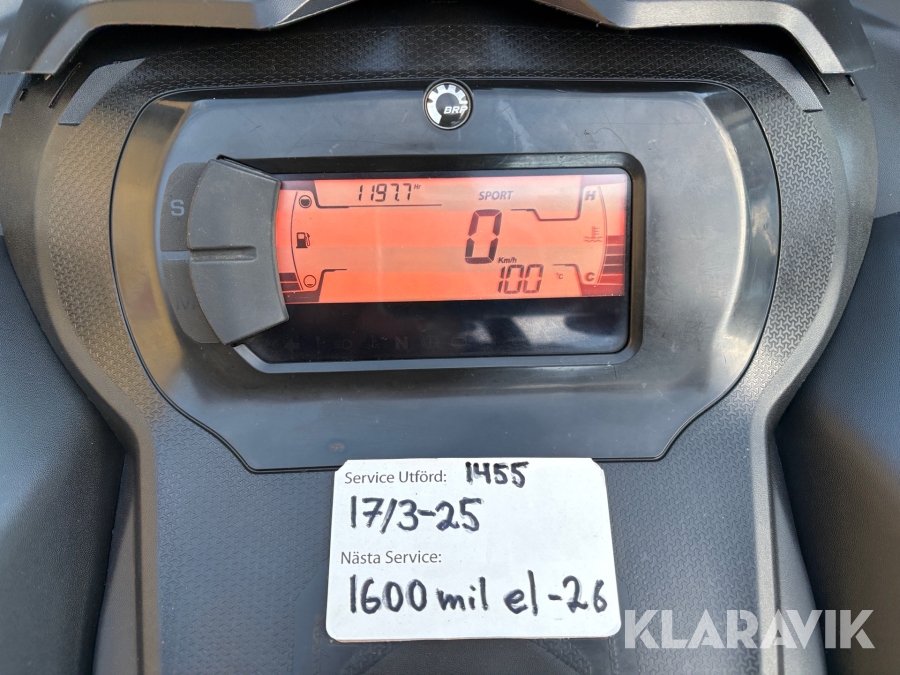 BRP
1197.7 Hr
SPORT
H
S
0
Km/h
100 °C
C
N
Service Utförd: 1455
17/3-25
Nästa Service:
1600 mil el -26
KLARAVIK